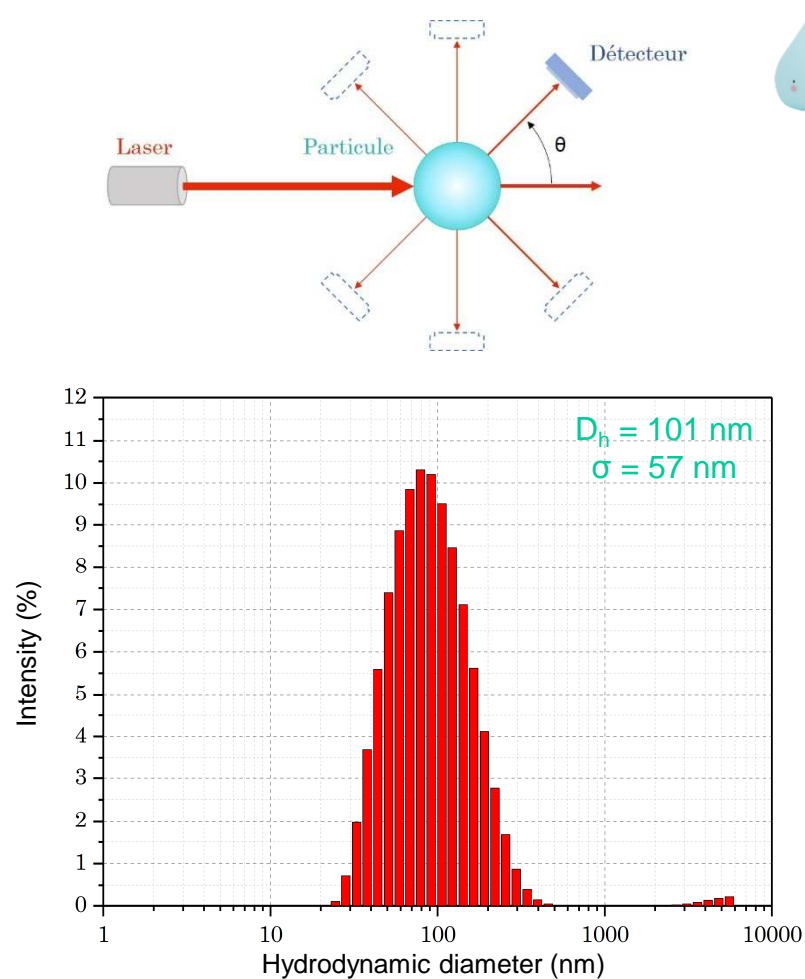 Détecteur
Laser
Particule
θ
12
11
10
9
8
7
6
5
4
3
2
1
0
D_h = 101 nm
σ = 57 nm
Intensity (%)
1
10
100
1000
10000
Hydrodynamic diameter (nm)